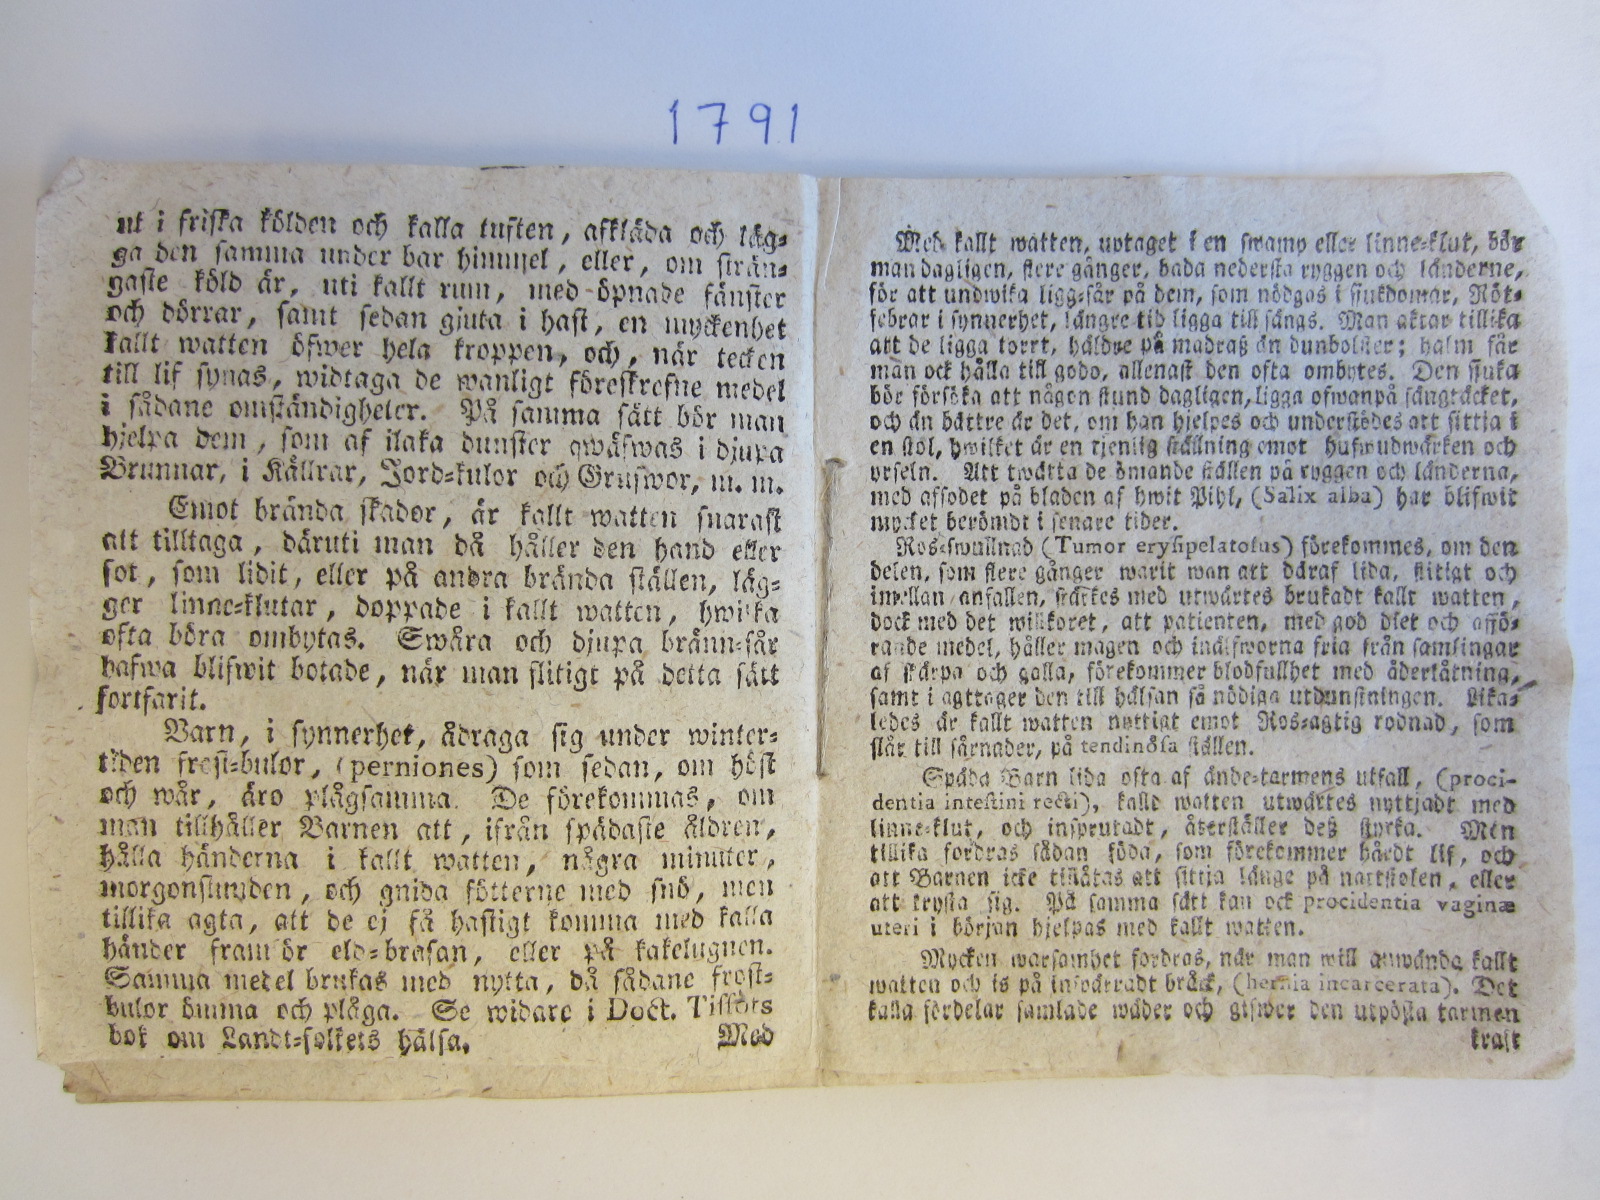 1791
ut i friska kölden och kalla luften, afkläda och läg-
ga den samma under bar himmel, eller, om strän-
gaste köld är, uti kallt rum, med öpnade fänster
och dörrar, samt sedan gjuta i hast, en myckenhet
kallt watten öfwer hela kroppen, och, när tecken
till lif synas, widtaga de wanligt föreskrefne medel
i sådane omständigheter. På samma sätt bör man
hjelpa dem, som af ilaka dunster qwäfwas i djupa
Brunnar, i Källrar, Jord-kulor och Grufwor, m. m.
Emot brända skador, är kallt watten snarast
att tilltaga, däruti man då håller den hand eller
fot, som lidit, eller på andra brända ställen, läg-
ger linne-klutar, doppade i kallt watten, hwilka
ofta böra ombytas. Swåra och djupa bränn-sår
hafwa blifwit botade, när man flitigt på detta sätt
fortfarit.
Barn, i synnerhet, ådraga sig under winter-
tiden frost-bulor, (perniones) som sedan, om höst
och wår, äro plågsamma. De förekommas, om
man tillhåller Barnen att, ifrån spädaste åldren,
hålla händerna i kallt watten, några minuter,
morgonstunden, och gnida fötterne med snö, men
tillika agta, att de ej få hastigt komma med kalla
händer framför eld-brasan, eller på kakelugnen.
Samma medel brukas med nytta, då sådane frost-
bulor ömma och plåga. Se widare i Doct. Tissots
bok om Landt-folkets hälsa.
Med
Med kallt watten, uptaget i en swamp eller linne-klut, bör
man dagligen, flere gånger, bada nedersta ryggen och länderne,
för att undwika ligg-sår på dem, som nödgas i sjukdomar, Röt-
febrar i synnerhet, längre tid ligga till sängs. Man aktar tillika
att de ligga torrt, häldre på madraß än dunbolster; halm får
man ock hålla till godo, allenast den ofta ombytes. Den sjuka
bör försöka att någon stund dagligen, ligga ofwanpå sängtäcket,
och än bättre är det, om han hjelpes och understödes att sittja i
en stol, hwilket är en tjenlig ställning emot hufwudwärken och
yrseln. Att twätta de ömande ställen på ryggen och länderna,
med affodet på bladen af hwit Pihl, (Salix alba) har blifwit
mycket berömdt i senare tider.
Ros-swullnad (Tumor erysipelatosus) förekommes, om den
delen, som flere gånger warit wan att däraf lida, flitigt och
imellan anfallen, stärkes med utwärtes brukadt kallt watten,
dock med det willkoret, att patienten, med god diet och afför-
rande medel, håller magen och inälfworna fria från samlingar
af skärpa och galla, förekommer blodfullhet med åderlåtning,
samt i agttager den till hälsan så nödiga utdunstningen. Lika-
ledes är kallt watten nyttigt emot Ros-agtig rodnad, som
slår till sårnader, på tendinösa ställen.
Späda Barn lida ofta af ände-tarmens utfall, (proci-
dentia intestini recti), kallt watten utwärtes nyttjadt med
linne-klut, och insprutadt, återställer deß styrka. Men
tillika fordras sådan föda, som förekommer hårdt lif, och
att Barnen icke tillåtas att sittja länge på nattstolen, eller
att krysta sig. På samma sätt kan ock procidentia vaginæ
uteri i början hjelpas med kallt watten.
Mycken warsamhet fordras, när man will anwända kallt
watten och is på inspärradt bråck, (hernia incarcerata). Det
kalla fördelar samlade wäder och gifwer den utpösta tarmen
kraft